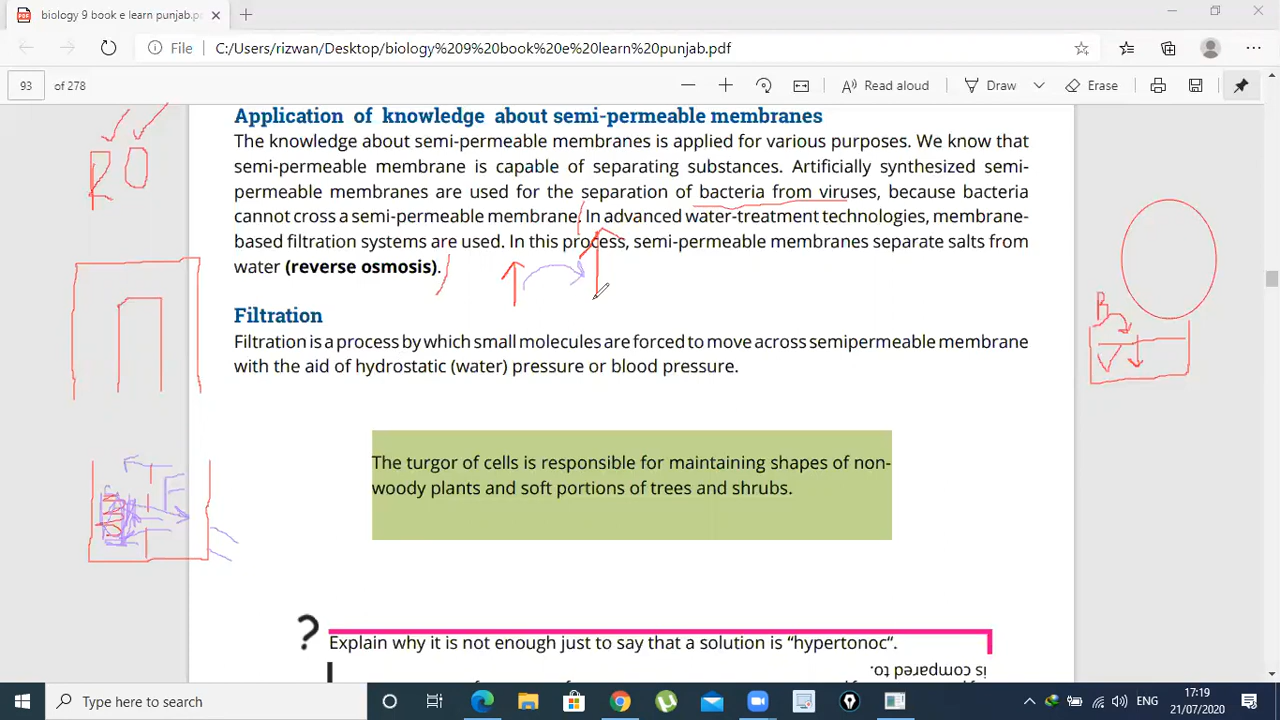 biology 9 book e learn punjab.pdf
File C:/Users/rizwan/Desktop/biology%209%20book%20e%20learn%20punjab.pdf
93 of 278 Read aloud Draw Erase
Application of knowledge about semi-permeable membranes
The knowledge about semi-permeable membranes is applied for various purposes. We know that
semi-permeable membrane is capable of separating substances. Artificially synthesized semi-
permeable membranes are used for the separation of bacteria from viruses, because bacteria
cannot cross a semi-permeable membrane. In advanced water-treatment technologies, membrane-
based filtration systems are used. In this process, semi-permeable membranes separate salts from
water (reverse osmosis).
RO
B
Filtration
Filtration is a process by which small molecules are forced to move across semipermeable membrane
with the aid of hydrostatic (water) pressure or blood pressure.
The turgor of cells is responsible for maintaining shapes of non-
woody plants and soft portions of trees and shrubs.
? Explain why it is not enough just to say that a solution is “hypertonoc“.
is compared to.
Type here to search
ENG
17:19
21/07/2020